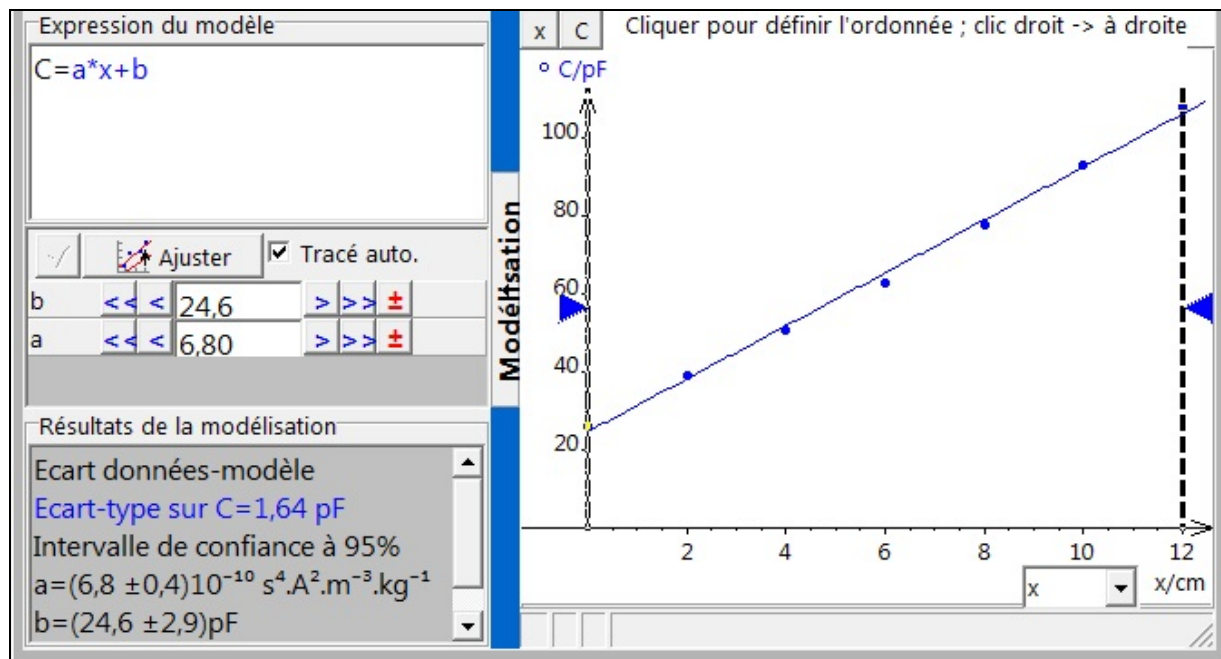 Expression du modèle
C=a*x+b
Ajuster
Tracé auto.
b << < 24,6 > >> ±
a << < 6,80 > >> ±
Résultats de la modélisation
Ecart données-modèle
Ecart-type sur C=1,64 pF
Intervalle de confiance à 95%
a=(6,8 ±0,4)10⁻¹⁰ s⁴.A².m⁻³.kg⁻¹
b=(24,6 ±2,9)pF
Modélisation
x C Cliquer pour définir l'ordonnée ; clic droit -> à droite
C/pF
100
80
60
40
20
2 4 6 8 10 12
x
x/cm